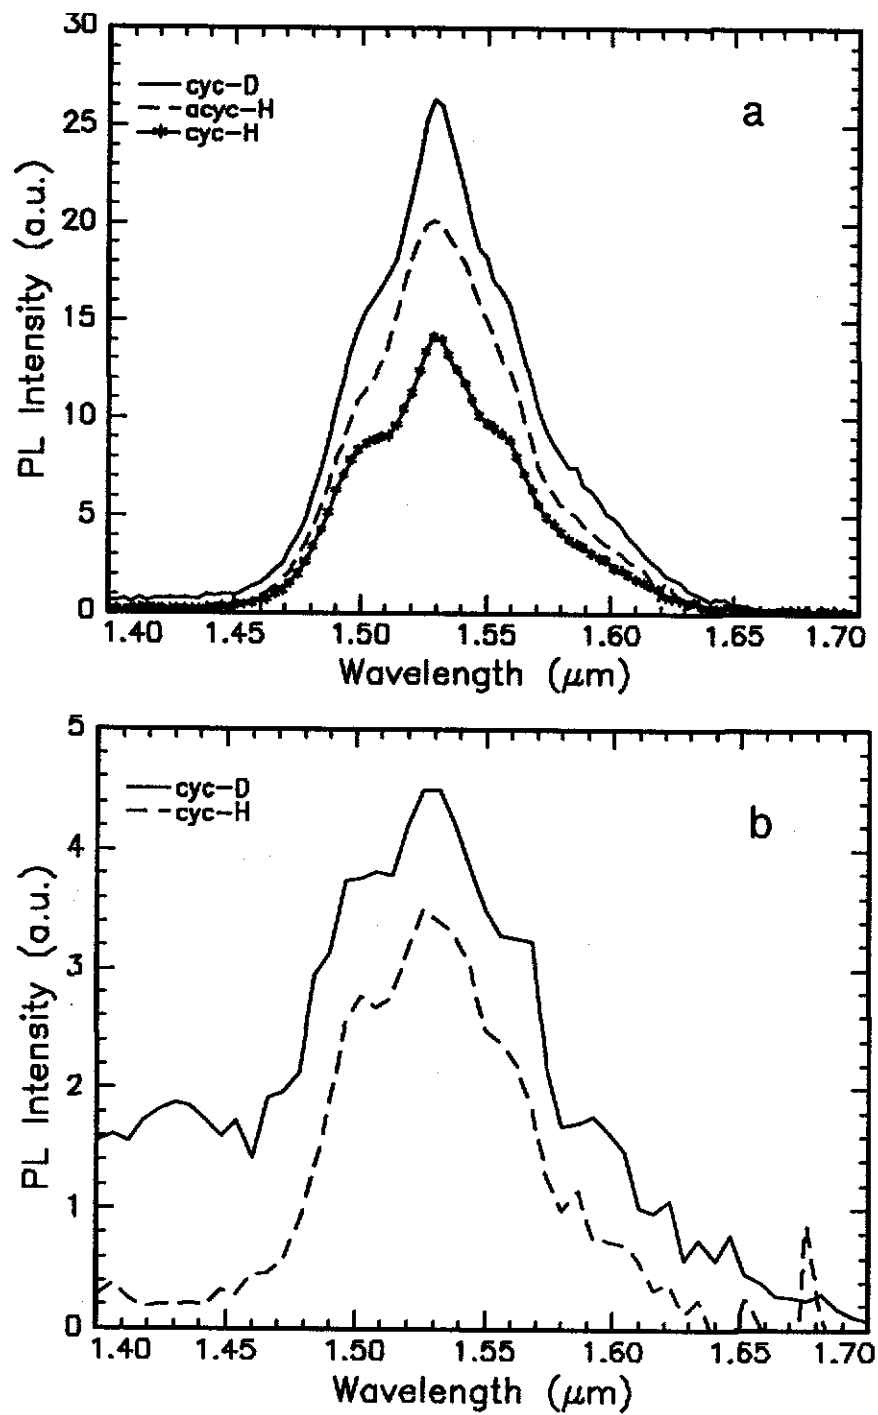 30
25
20
15
10
5
0
PL Intensity (a.u.)
cyc-D
acyc-H
cyc-H
a
1.40 1.45 1.50 1.55 1.60 1.65 1.70
Wavelength (μm)
5
4
3
2
1
0
PL Intensity (a.u.)
cyc-D
cyc-H
b
1.40 1.45 1.50 1.55 1.60 1.65 1.70
Wavelength (μm)